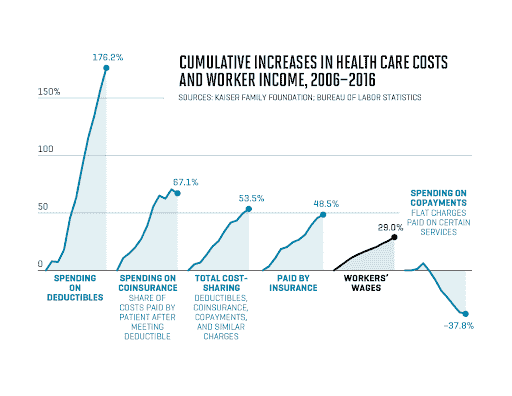 176.2%
CUMULATIVE INCREASES IN HEALTH CARE COSTS
AND WORKER INCOME, 2006–2016
SOURCES: KAISER FAMILY FOUNDATION; BUREAU OF LABOR STATISTICS
150%
100
50
0
67.1%
53.5%
48.5%
29.0%
SPENDING ON
COPAYMENTS
FLAT CHARGES
PAID ON CERTAIN
SERVICES
SPENDING
ON
DEDUCTIBLES
SPENDING ON
COINSURANCE
SHARE OF
COSTS PAID BY
PATIENT AFTER
MEETING
DEDUCTIBLE
TOTAL COST-
SHARING
DEDUCTIBLES,
COINSURANCE,
COPAYMENTS,
AND SIMILAR
CHARGES
PAID BY
INSURANCE
WORKERS'
WAGES
–37.8%